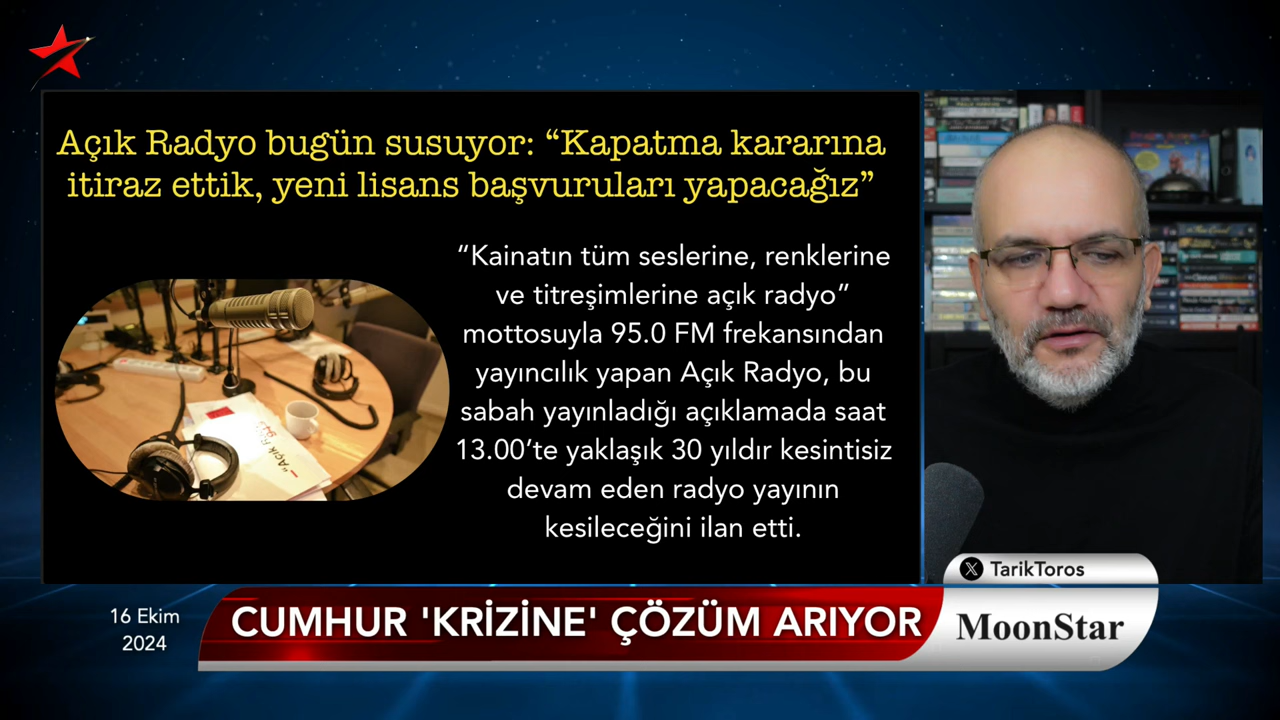 Açık Radyo bugün susuyor: “Kapatma kararına
itiraz ettik, yeni lisans başvuruları yapacağız”
“Kainatın tüm seslerine, renklerine
ve titreşimlerine açık radyo”
mottosuyla 95.0 FM frekansından
yayıncılık yapan Açık Radyo, bu
sabah yayınladığı açıklamada saat
13.00’te yaklaşık 30 yıldır kesintisiz
devam eden radyo yayının
kesileceğini ilan etti.
X TarikToros
16 Ekim
2024
CUMHUR 'KRİZİNE' ÇÖZÜM ARIYOR
MoonStar